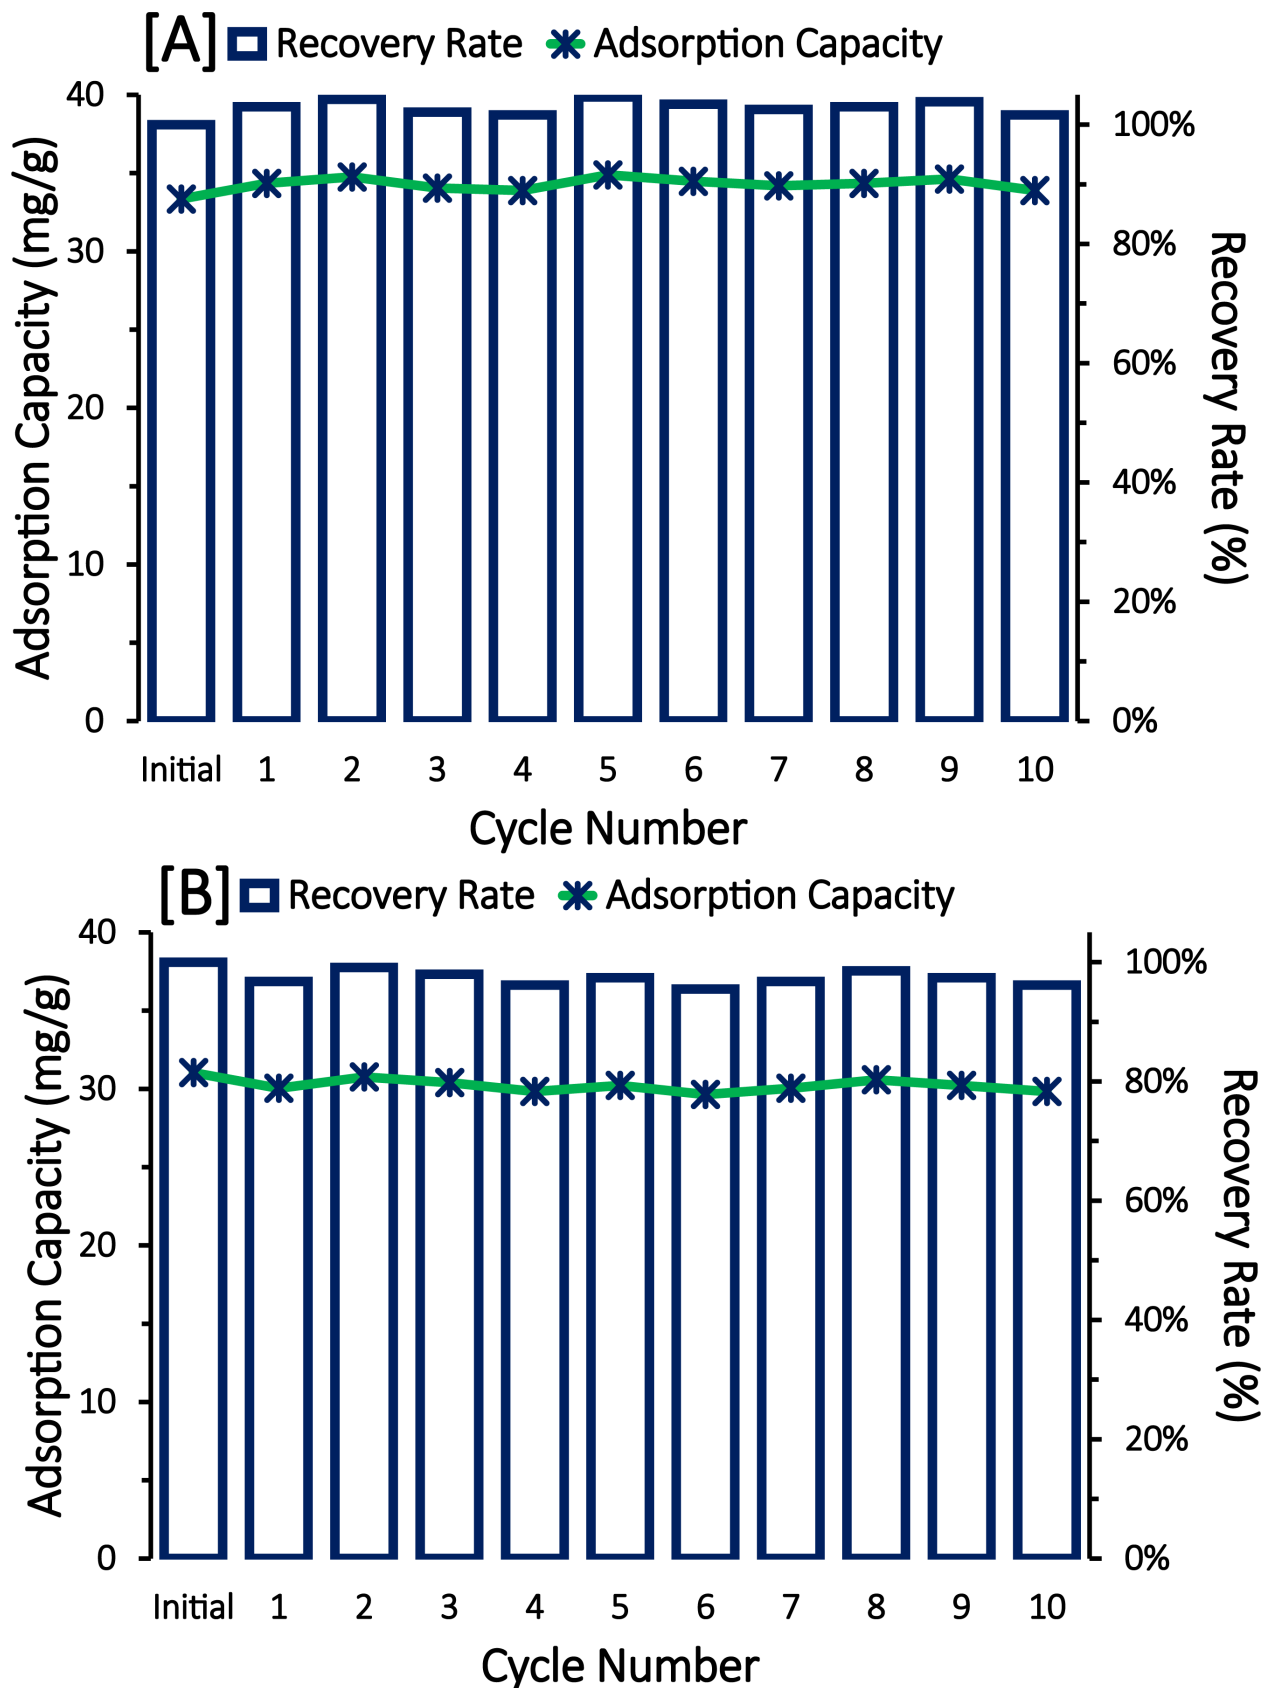 [A] Recovery Rate Adsorption Capacity
Adsorption Capacity (mg/g)
40
30
20
10
0
100%
80%
60%
40%
20%
0%
Recovery Rate (%)
Initial 1 2 3 4 5 6 7 8 9 10
Cycle Number
[B] Recovery Rate Adsorption Capacity
Adsorption Capacity (mg/g)
40
30
20
10
0
100%
80%
60%
40%
20%
0%
Recovery Rate (%)
Initial 1 2 3 4 5 6 7 8 9 10
Cycle Number